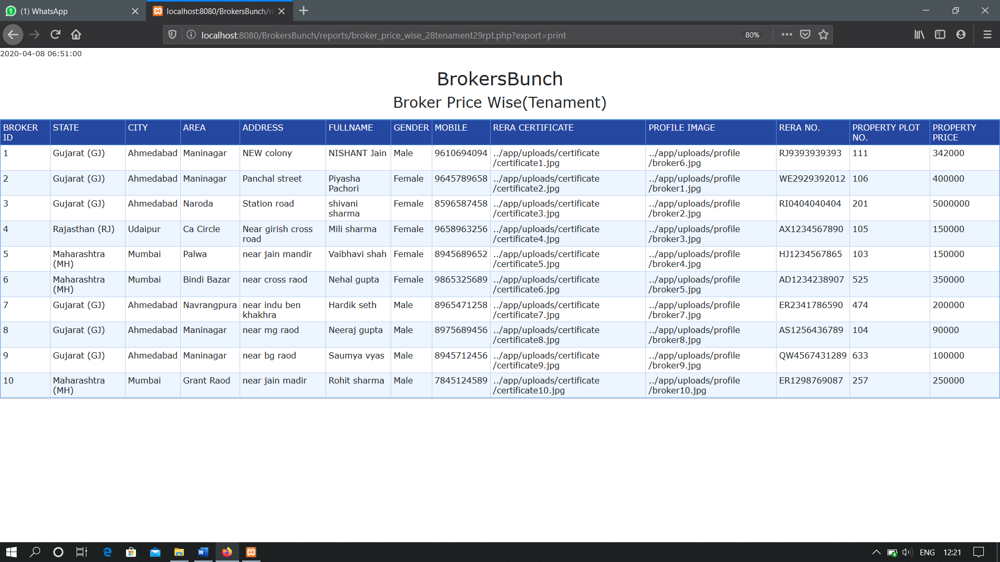 (1) WhatsApp
localhost:8080/BrokersBunch/re
localhost:8080/BrokersBunch/reports/broker_price_wise_28tenament29rpt.php?export=print
80%
2020-04-08 06:51:00
BrokersBunch
Broker Price Wise(Tenament)
BROKER ID STATE CITY AREA ADDRESS FULLNAME GENDER MOBILE RERA CERTIFICATE PROFILE IMAGE RERA NO. PROPERTY PLOT NO. PROPERTY PRICE
1 Gujarat (GJ) Ahmedabad Maninagar NEW colony NISHANT Jain Male 9610694094 ../app/uploads/certificate/certificate1.jpg ../app/uploads/profile/broker6.jpg RJ9393939393 111 342000
2 Gujarat (GJ) Ahmedabad Maninagar Panchal street Piyasha Pachori Female 9645789658 ../app/uploads/certificate/certificate2.jpg ../app/uploads/profile/broker1.jpg WE2929392012 106 400000
3 Gujarat (GJ) Ahmedabad Naroda Station road shivani sharma Female 8596587458 ../app/uploads/certificate/certificate3.jpg ../app/uploads/profile/broker2.jpg RI0404040404 201 5000000
4 Rajasthan (RJ) Udaipur Ca Circle Near girish cross road Mili sharma Female 9658963256 ../app/uploads/certificate/certificate4.jpg ../app/uploads/profile/broker3.jpg AX1234567890 105 150000
5 Maharashtra (MH) Mumbai Palwa near jain mandir Vaibhavi shah Female 8945689652 ../app/uploads/certificate/certificate5.jpg ../app/uploads/profile/broker4.jpg HJ1234567865 103 150000
6 Maharashtra (MH) Mumbai Bindi Bazar near cross raod Nehal gupta Female 9865325689 ../app/uploads/certificate/certificate6.jpg ../app/uploads/profile/broker5.jpg AD1234238907 525 350000
7 Gujarat (GJ) Ahmedabad Navrangpura near indu ben khakhra Hardik seth Male 8965471258 ../app/uploads/certificate/certificate7.jpg ../app/uploads/profile/broker7.jpg ER2341786590 474 200000
8 Gujarat (GJ) Ahmedabad Maninagar near mg raod Neeraj gupta Male 8975689456 ../app/uploads/certificate/certificate8.jpg ../app/uploads/profile/broker8.jpg AS1256436789 104 90000
9 Gujarat (GJ) Ahmedabad Maninagar near bg raod Saumya vyas Male 8945712456 ../app/uploads/certificate/certificate9.jpg ../app/uploads/profile/broker9.jpg QW4567431289 633 100000
10 Maharashtra (MH) Mumbai Grant Raod near jain madir Rohit sharma Male 7845124589 ../app/uploads/certificate/certificate10.jpg ../app/uploads/profile/broker10.jpg ER1298769087 257 250000
ENG 12:21